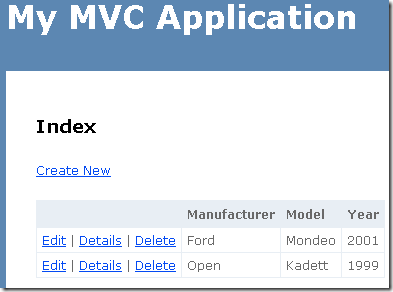 My MVC Application
Index
Create New
Manufacturer Model Year
Edit | Details | Delete Ford Mondeo 2001
Edit | Details | Delete Open Kadett 1999